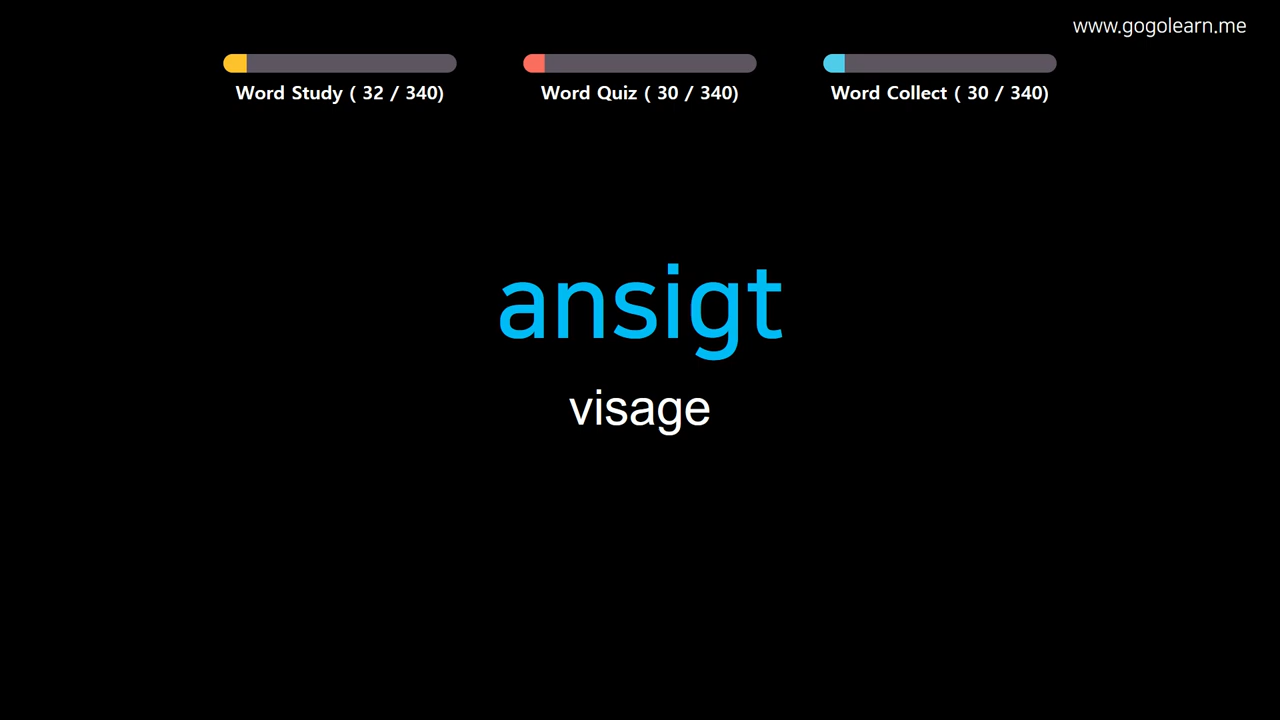 www.gogolearn.me
Word Study ( 32 / 340)
Word Quiz ( 30 / 340)
Word Collect ( 30 / 340)
ansigt
visage